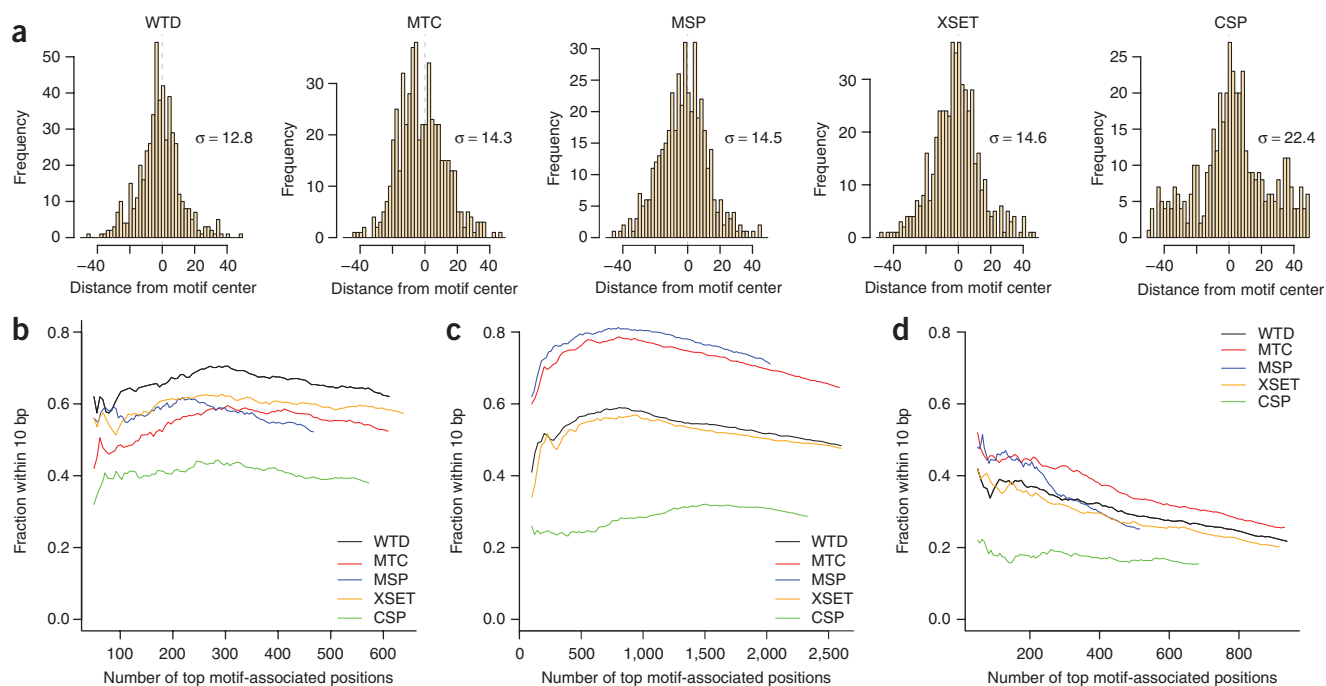 a
WTD
MTC
MSP
XSET
CSP
Frequency
50
40
30
20
10
0
σ = 12.8
−40
0
20
40
Distance from motif center
Frequency
30
20
10
0
σ = 14.3
−40
0
20
40
Distance from motif center
Frequency
30
25
20
15
10
5
0
σ = 14.5
−40
0
20
40
Distance from motif center
Frequency
30
20
10
0
σ = 14.6
−40
0
20
40
Distance from motif center
Frequency
25
20
15
10
5
0
σ = 22.4
−40
0
20
40
Distance from motif center
b
Fraction within 10 bp
0.8
0.6
0.4
0.2
0.0
WTD
MTC
MSP
XSET
CSP
100
200
300
400
500
600
Number of top motif-associated positions
c
Fraction within 10 bp
0.8
0.6
0.4
0.2
0.0
WTD
MTC
MSP
XSET
CSP
0
500
1,000
1,500
2,000
2,500
Number of top motif-associated positions
d
Fraction within 10 bp
0.8
0.6
0.4
0.2
0.0
WTD
MTC
MSP
XSET
CSP
200
400
600
800
Number of top motif-associated positions